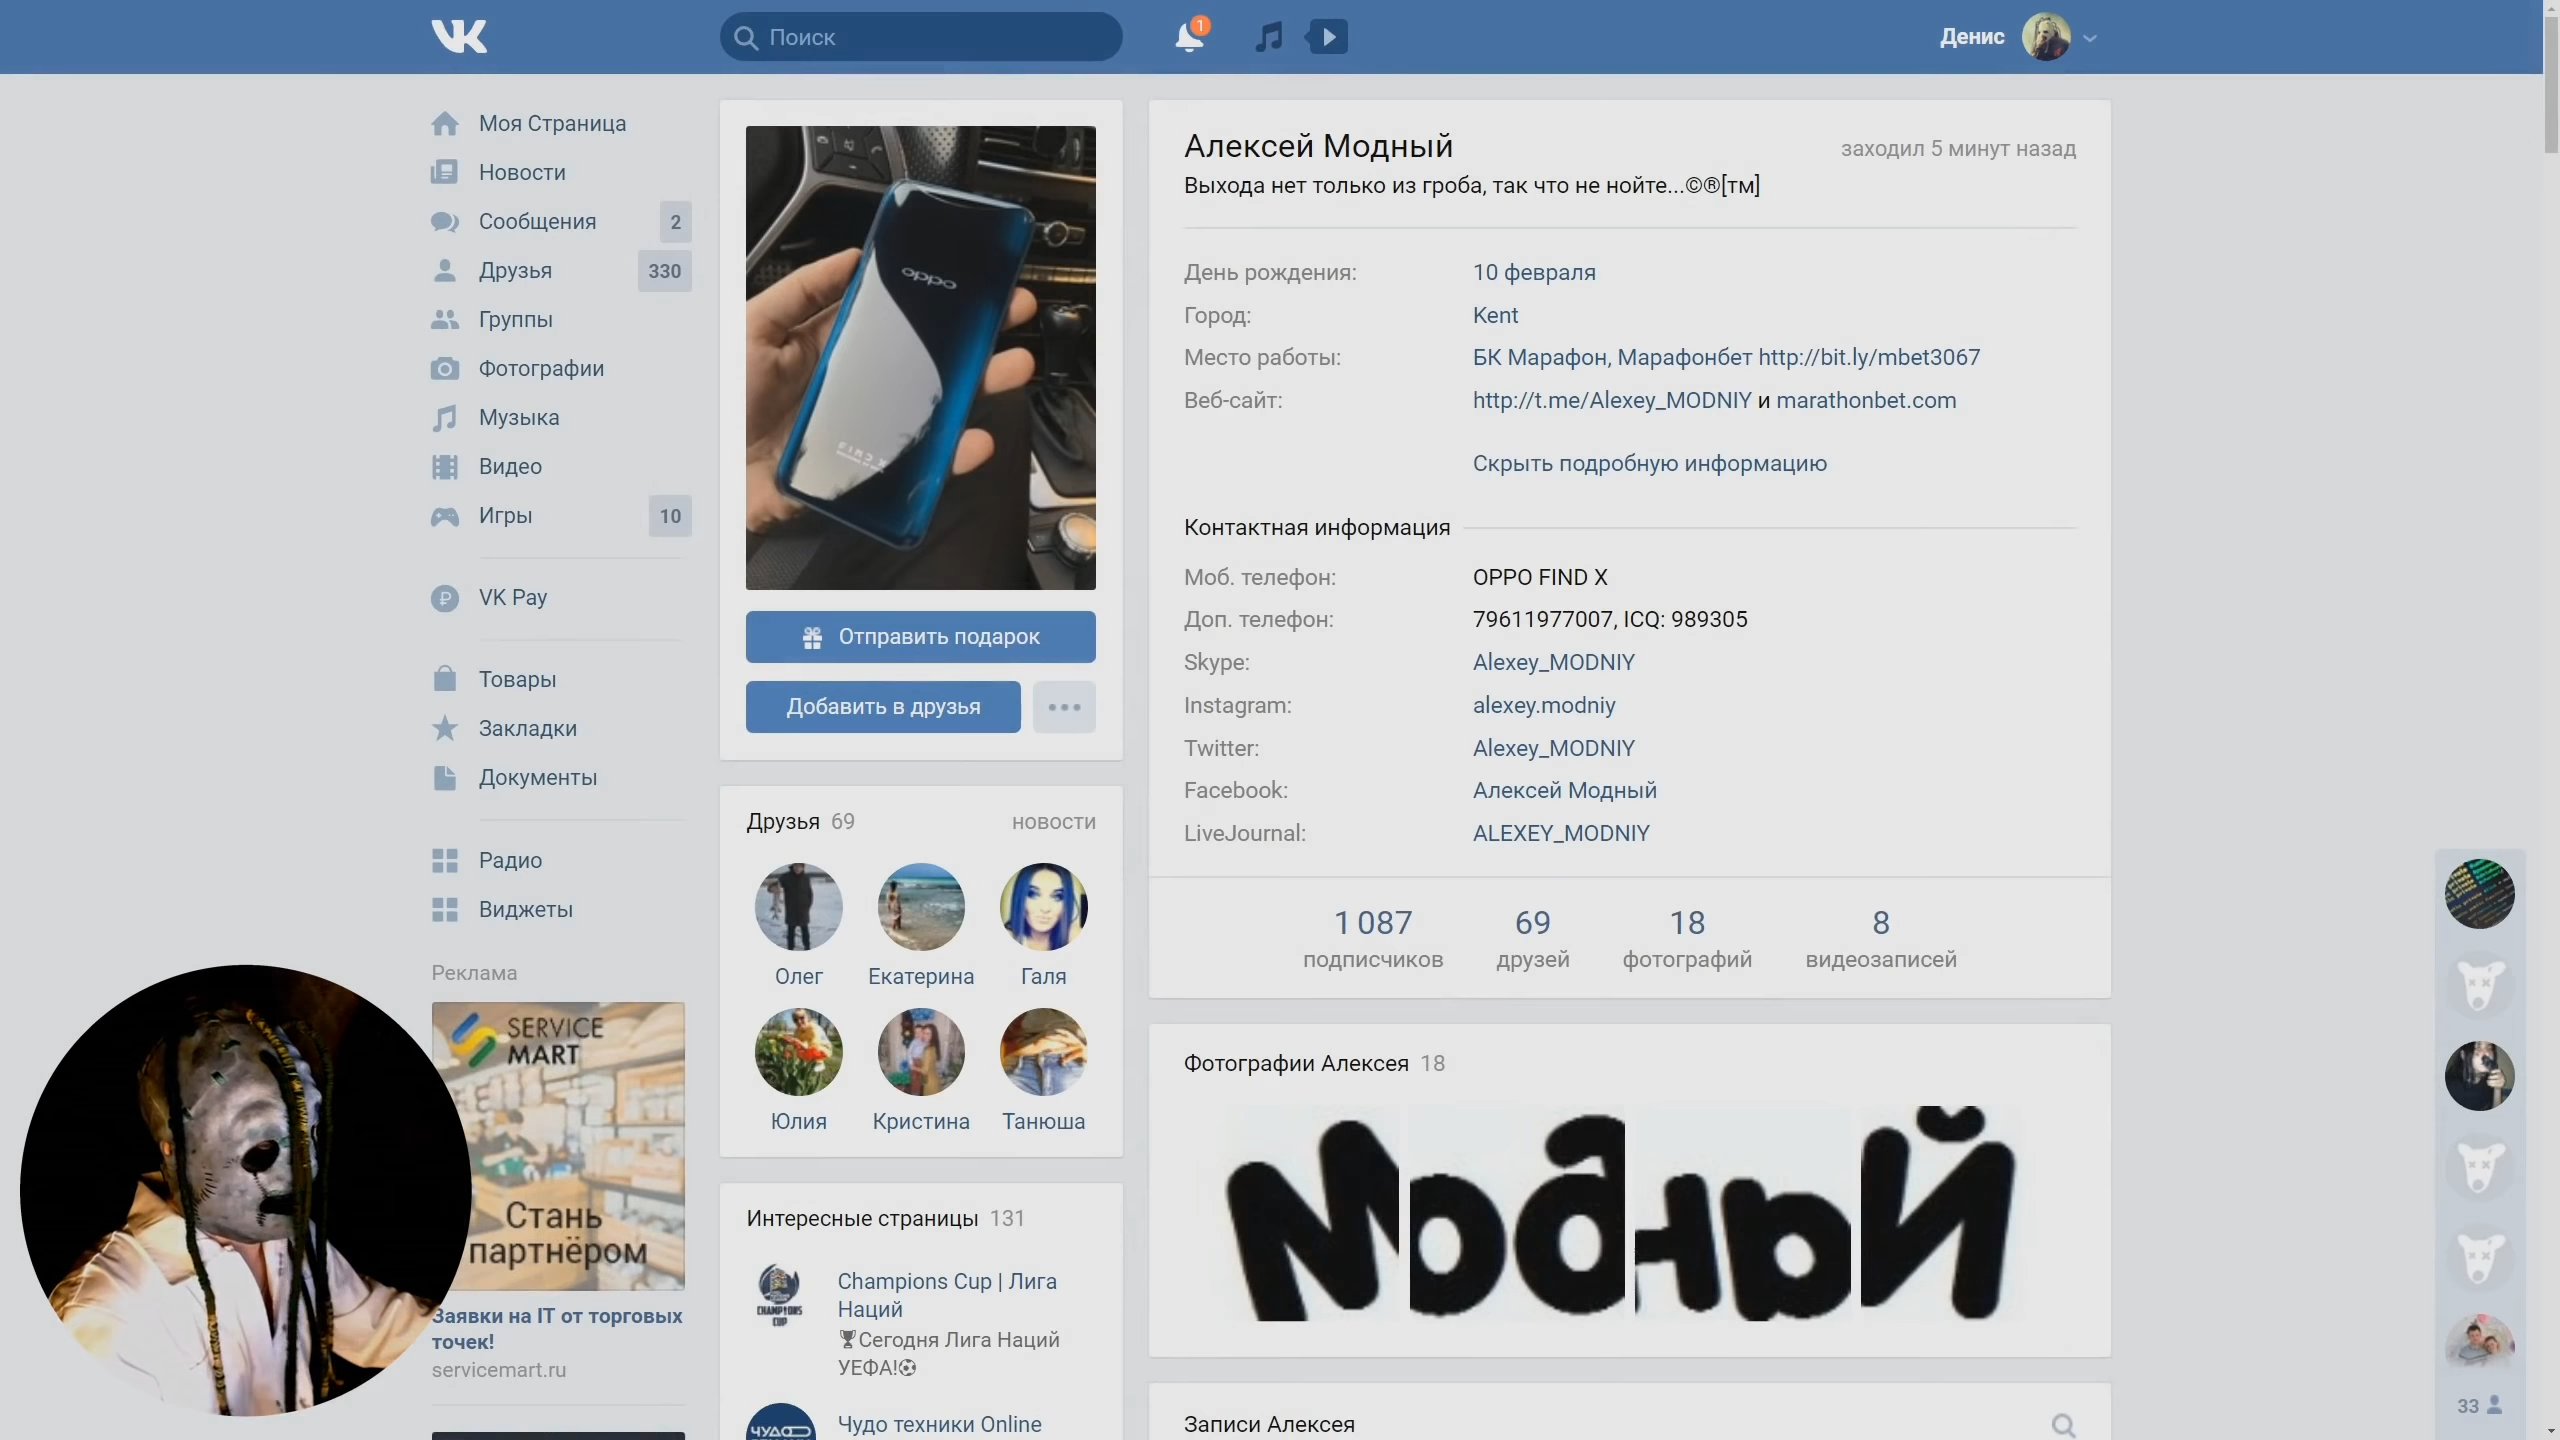 Поиск
1
Денис
Моя Страница
Новости
Сообщения 2
Друзья 330
Группы
Фотографии
Музыка
Видео
Игры 10
VK Pay
Товары
Закладки
Документы
Радио
Виджеты
Реклама
SERVICE
MART
Стань
партнёром
Заявки на IT от торговых
точек!
servicemart.ru
oppo
FIND X
Отправить подарок
Добавить в друзья
Друзья 69 новости
Олег Екатерина Галя
Юлия Кристина Танюша
Интересные страницы 131
CHAMPIONS
CUP
Champions Cup | Лига
Наций
🏆Сегодня Лига Наций
УЕФА!⚽
ЧУДО
Чудо техники Online
Алексей Модный
заходил 5 минут назад
Выхода нет только из гроба, так что не нойте...©®[тм]
День рождения: 10 февраля
Город: Kent
Место работы: БК Марафон, Марафонбет http://bit.ly/mbet3067
Веб-сайт: http://t.me/Alexey_MODNIY и marathonbet.com
Скрыть подробную информацию
Контактная информация
Моб. телефон: OPPO FIND X
Доп. телефон: 79611977007, ICQ: 989305
Skype: Alexey_MODNIY
Instagram: alexey.modniy
Twitter: Alexey_MODNIY
Facebook: Алексей Модный
LiveJournal: ALEXEY_MODNIY
1 087 69 18 8
подписчиков друзей фотографий видеозаписей
Фотографии Алексея 18
Модный
Записи Алексея
33